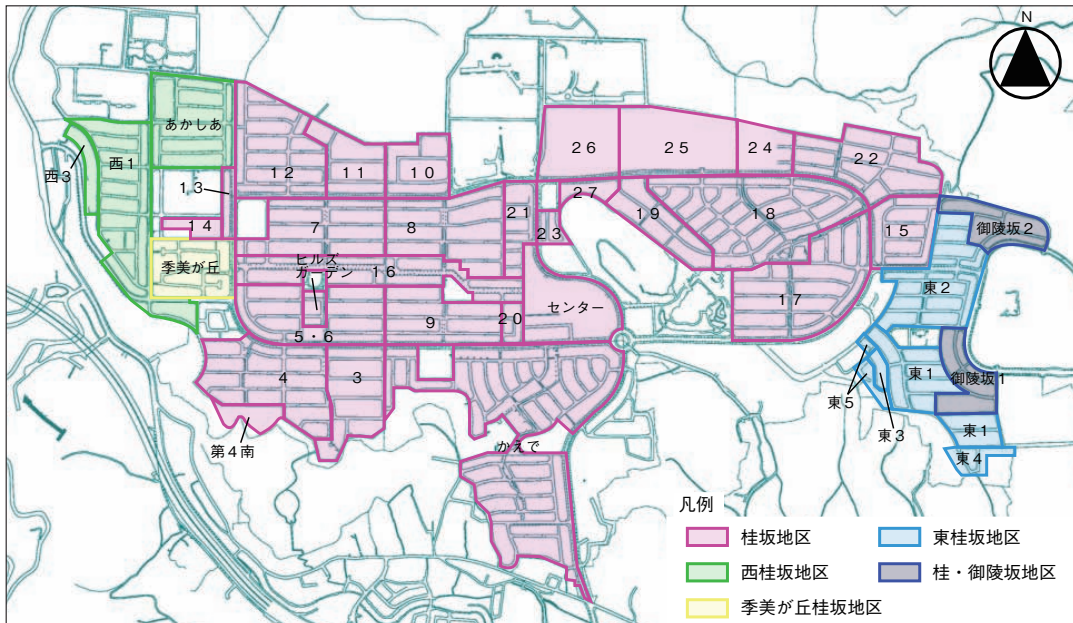 N
あかしあ
西1
西3
13
14
12
11
10
26
25
24
22
27
21
23
19
18
15
御陵坂2
7
8
季美が丘
ヒルズ
ガーデン
16
センター
17
東2
5・6
9
20
4
3
東1
御陵坂1
東5
東3
東1
東4
第4南
かえで
凡例
桂坂地区
東桂坂地区
西桂坂地区
桂・御陵坂地区
季美が丘桂坂地区